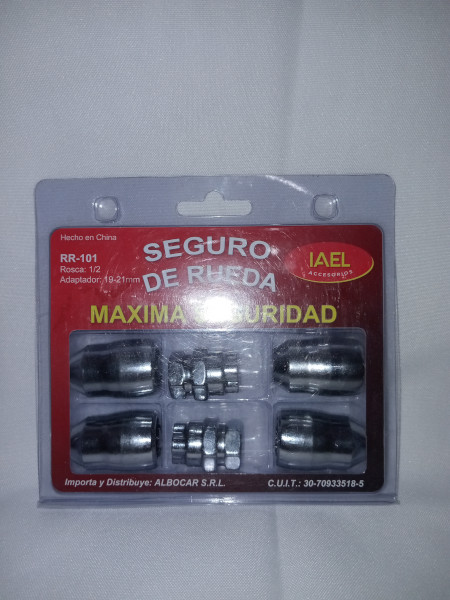 Hecho en China
RR-101
Rosca: 1/2
Adaptador: 19-21mm
SEGURO
DE RUEDA
IAEL
ACCESORIOS
MAXIMA SEGURIDAD
Importa y Distribuye: ALBOCAR S.R.L.
C.U.I.T.: 30-70933518-5